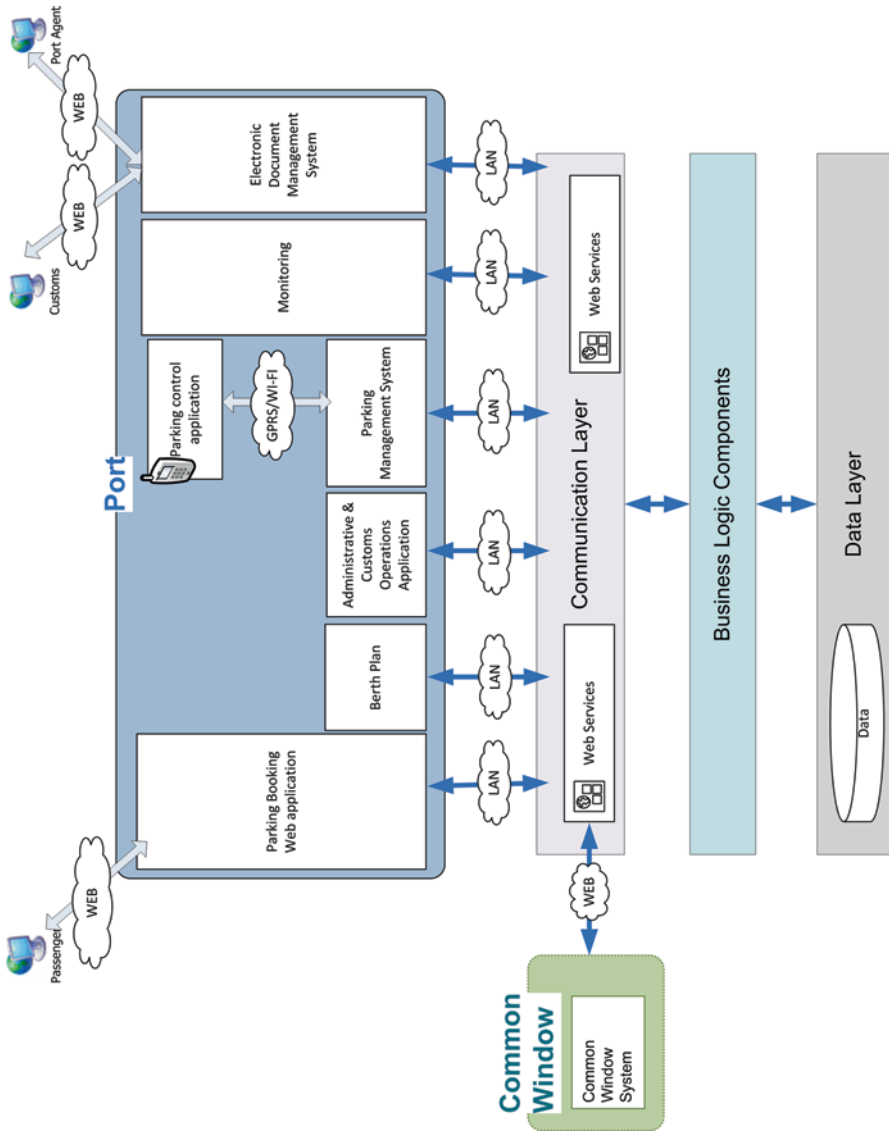 Passenger
WEB
Customs
WEB
Port Agent
WEB
Port
Parking Booking
Web application
Berth Plan
Administrative &
Customs
Operations
Application
Parking control
application
GPRS/WI-FI
Parking
Management System
Monitoring
Electronic
Document
Management
System
LAN
LAN
LAN
LAN
LAN
LAN
Common
Window
Common
Window
System
WEB
Web Services
Communication Layer
Web Services
Business Logic Components
Data Layer
Data